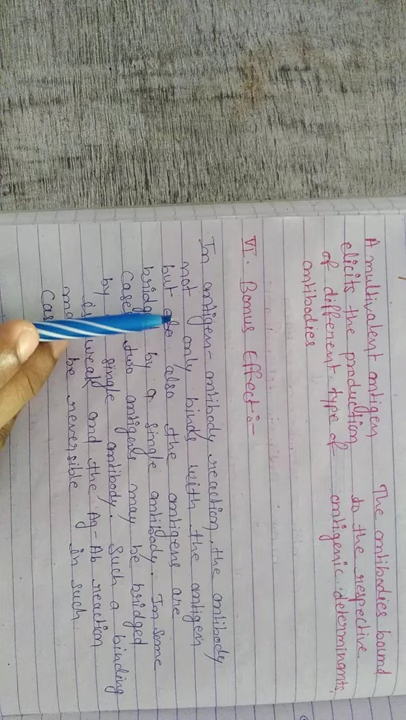 A multivalent antigen
elicits the production
of different type of
antibodies
The antibodies bound
to the respective
antigenic determinants.
VI. Bonus Effect:-
In antigen-antibody reaction, the antibody
not only binds with the antigen
but also the antigens are
by a single antibody. In some
Case two antigens may be bridged
by single antibody. Such a binding
is weak and the Ag-Ab reaction
be reversible in such